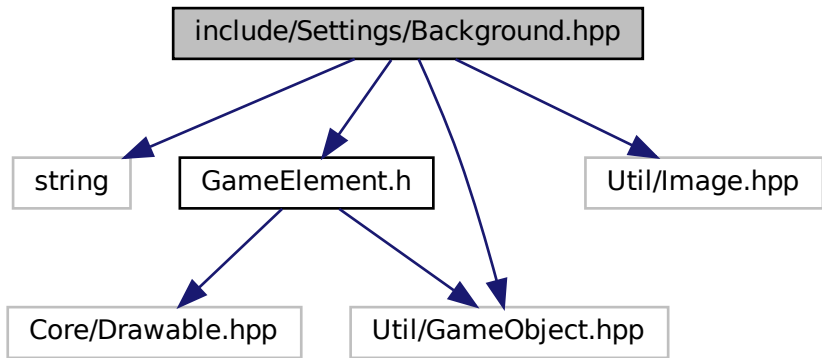 include/Settings/Background.hpp
string
GameElement.h
Util/Image.hpp
Core/Drawable.hpp
Util/GameObject.hpp